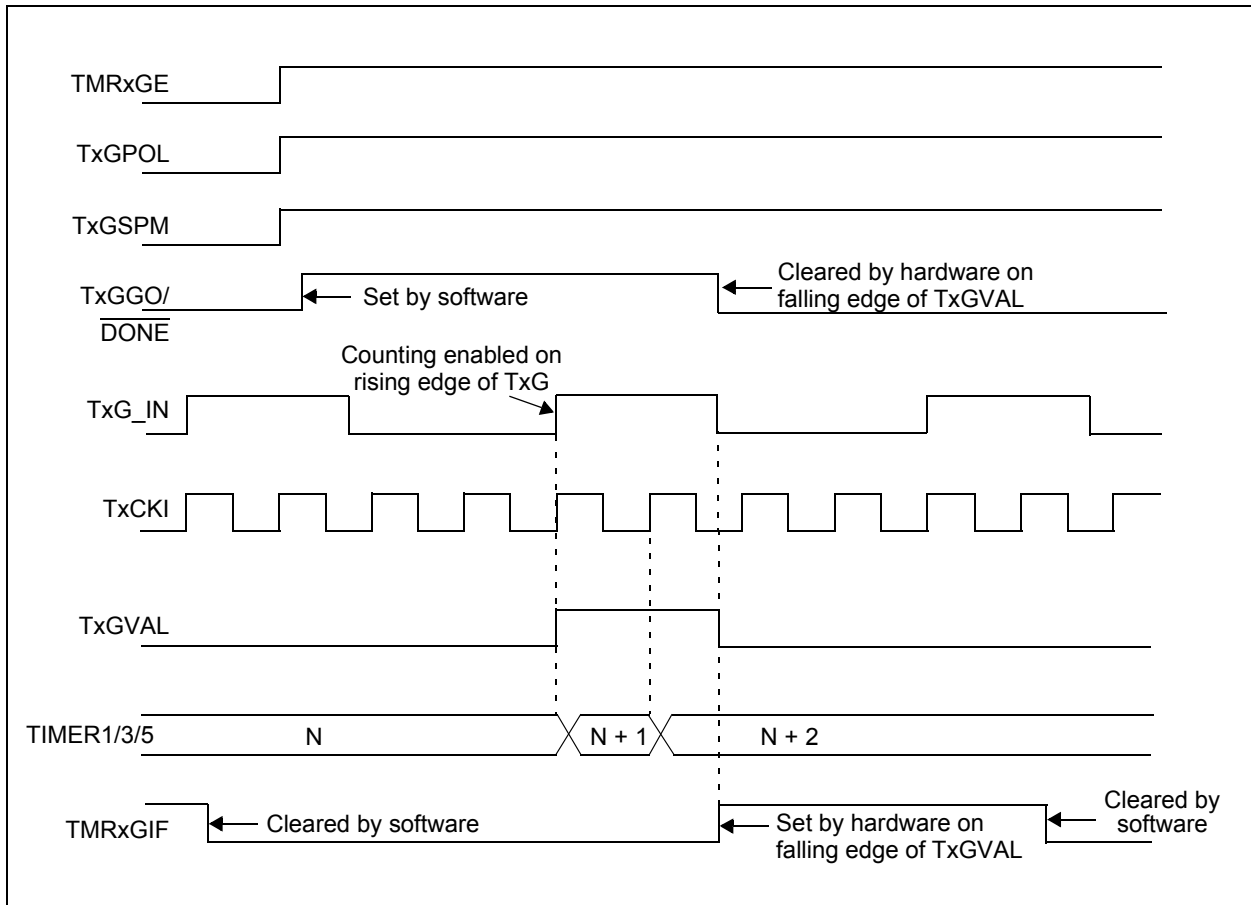 TMRxGE
TxGPOL
TxGSPM
TxGGO/
DONE
Set by software
Cleared by hardware on
falling edge of TxGVAL
Counting enabled on
rising edge of TxG
TxG_IN
TxCKI
TxGVAL
TIMER1/3/5
N
N + 1
N + 2
TMRxGIF
Cleared by software
Set by hardware on
falling edge of TxGVAL
Cleared by
software